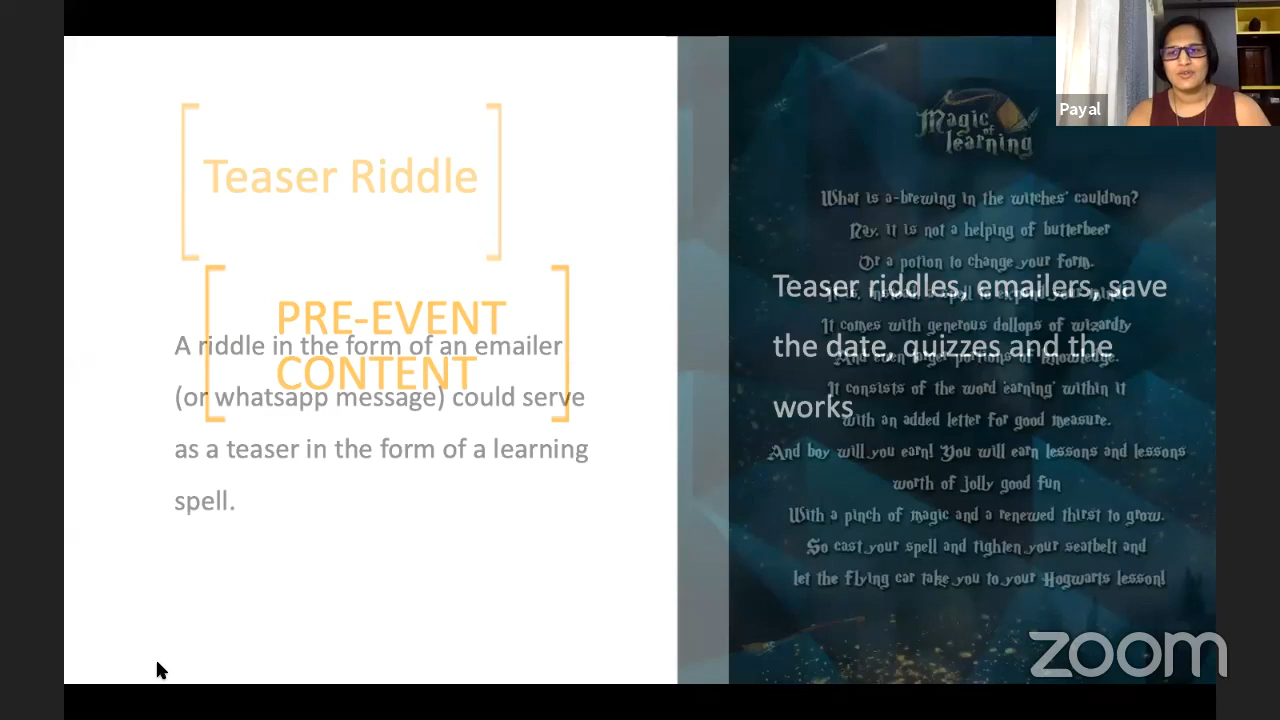 Payal
Teaser Riddle
PRE-EVENT
CONTENT
A riddle in the form of an emailer
(or whatsapp message) could serve
as a teaser in the form of a learning
spell.
Magic
of
learning
What is a-brewing in the witches' cauldron?
Nay, it is not a helping of butterbeer
Or a potion to change your form.
Teaser riddles, emailers, save
the date, quizzes and the
works
It comes with generous dollops of wizardry
And even larger portions of knowledge.
It consists of the word 'earning' within it
with an added letter for good measure.
And boy will you earn! You will earn lessons and lessons
worth of jolly good fun
With a pinch of magic and a renewed thirst to grow.
So cast your spell and tighten your seatbelt and
let the flying car take you to your Hogwarts lesson!
zoom